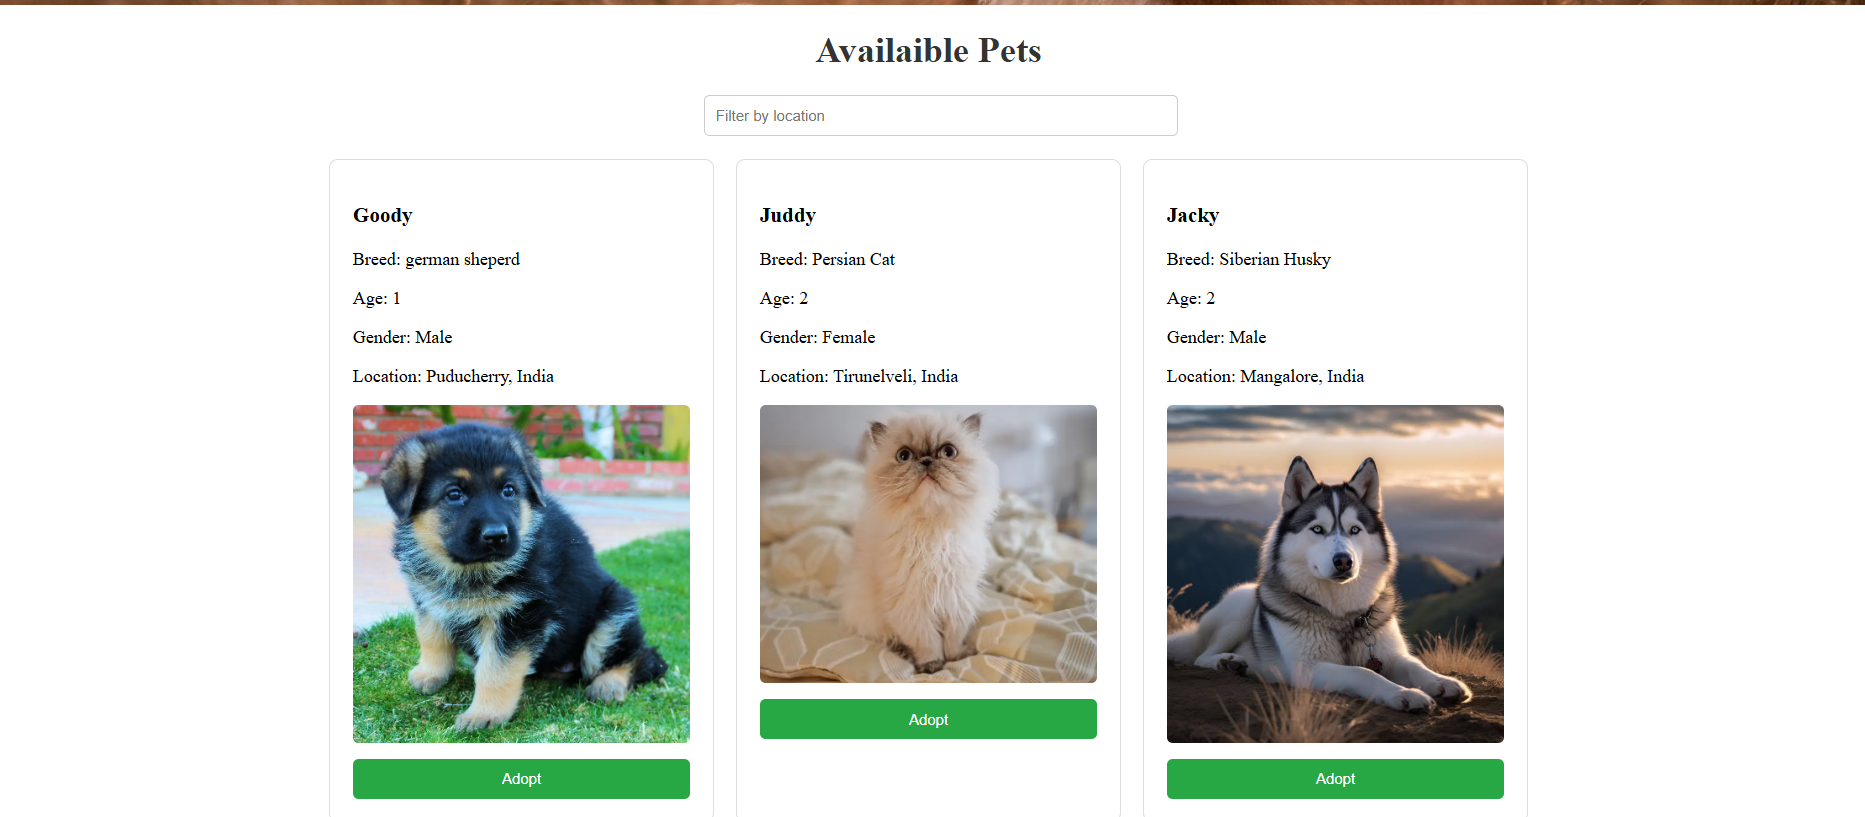 Availaible Pets
Filter by location
Goody
Breed: german sheperd
Age: 1
Gender: Male
Location: Puducherry, India
Adopt
Juddy
Breed: Persian Cat
Age: 2
Gender: Female
Location: Tirunelveli, India
Adopt
Jacky
Breed: Siberian Husky
Age: 2
Gender: Male
Location: Mangalore, India
Adopt